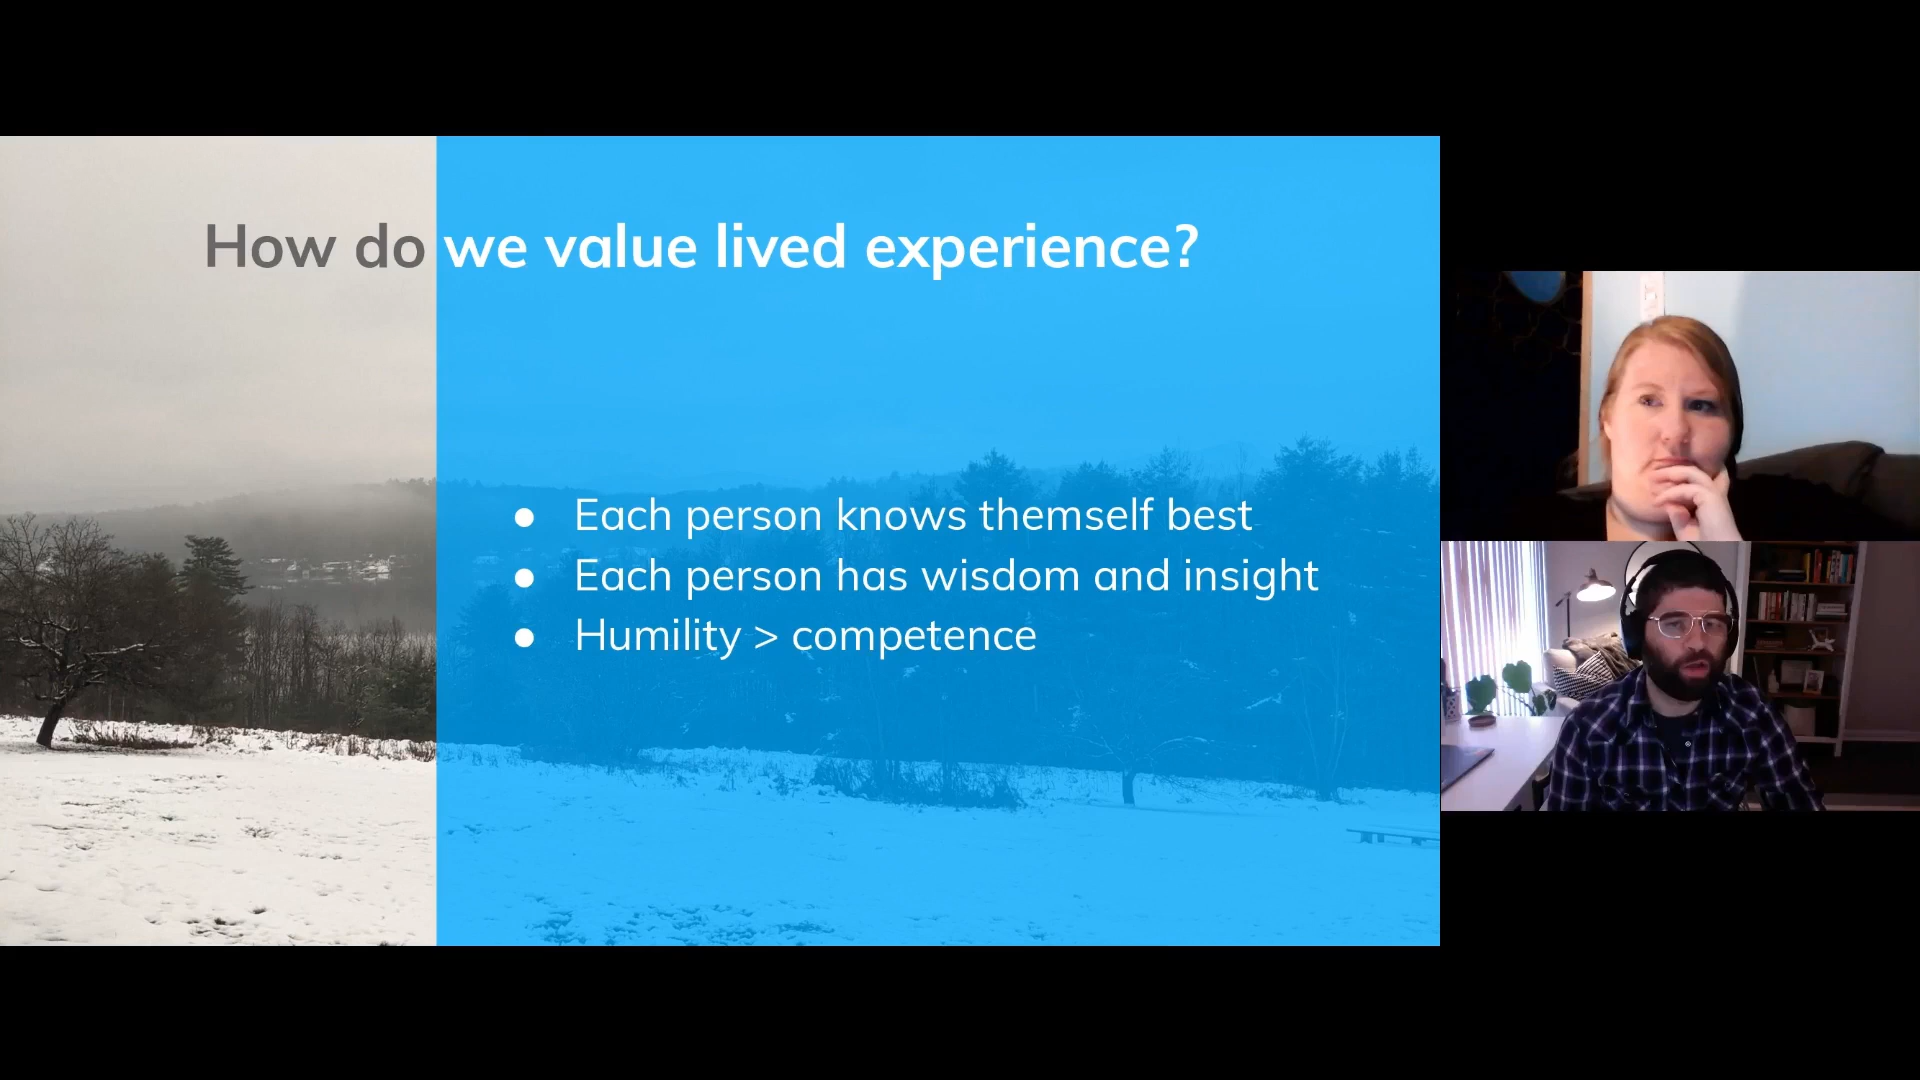 How do we value lived experience?
● Each person knows themself best
● Each person has wisdom and insight
● Humility > competence